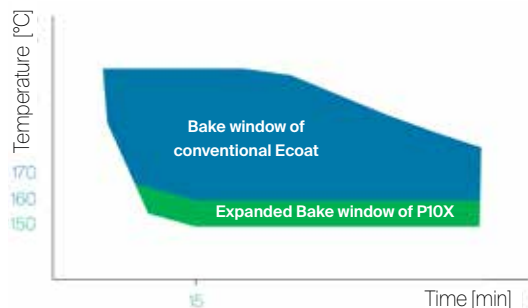 Temperature [°C]
Bake window of
conventional Ecoat
170
160
Expanded Bake window of P10X
150
15
Time [min]